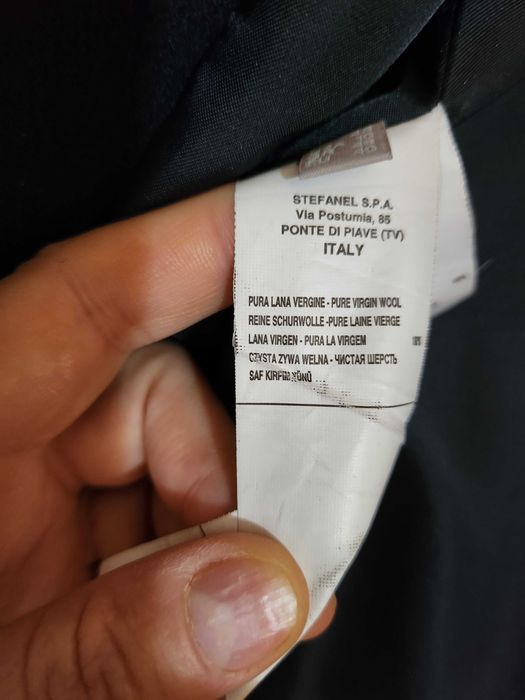 STEFANEL S.P.A.
Via Postumia, 85
PONTE DI PIAVE (TV)
ITALY
PURA LANA VERGINE - PURE VIRGIN WOOL
REINE SCHURWOLLE -PURE LAINE VIERGE
LANA VIRGEN - PURA LA VIRGEM
CZYSTA ZYWA WELNA - ЧИСТАЯ ШЕРСТЬ
SAF KIRPIM YÜNÜ